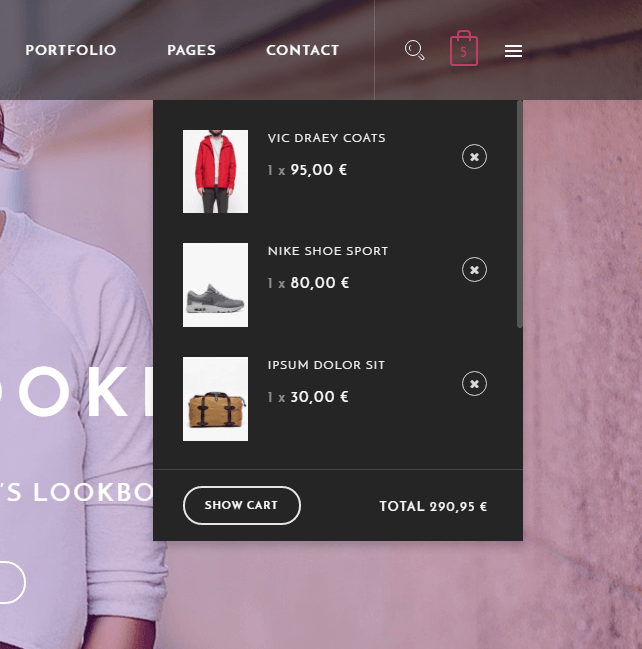 PORTFOLIO PAGES CONTACT 5
VIC DRAEY COATS
1 x 95,00 €
NIKE SHOE SPORT
1 x 80,00 €
IPSUM DOLOR SIT
1 x 30,00 €
'S LOOKBO
SHOW CART TOTAL 290,95 €